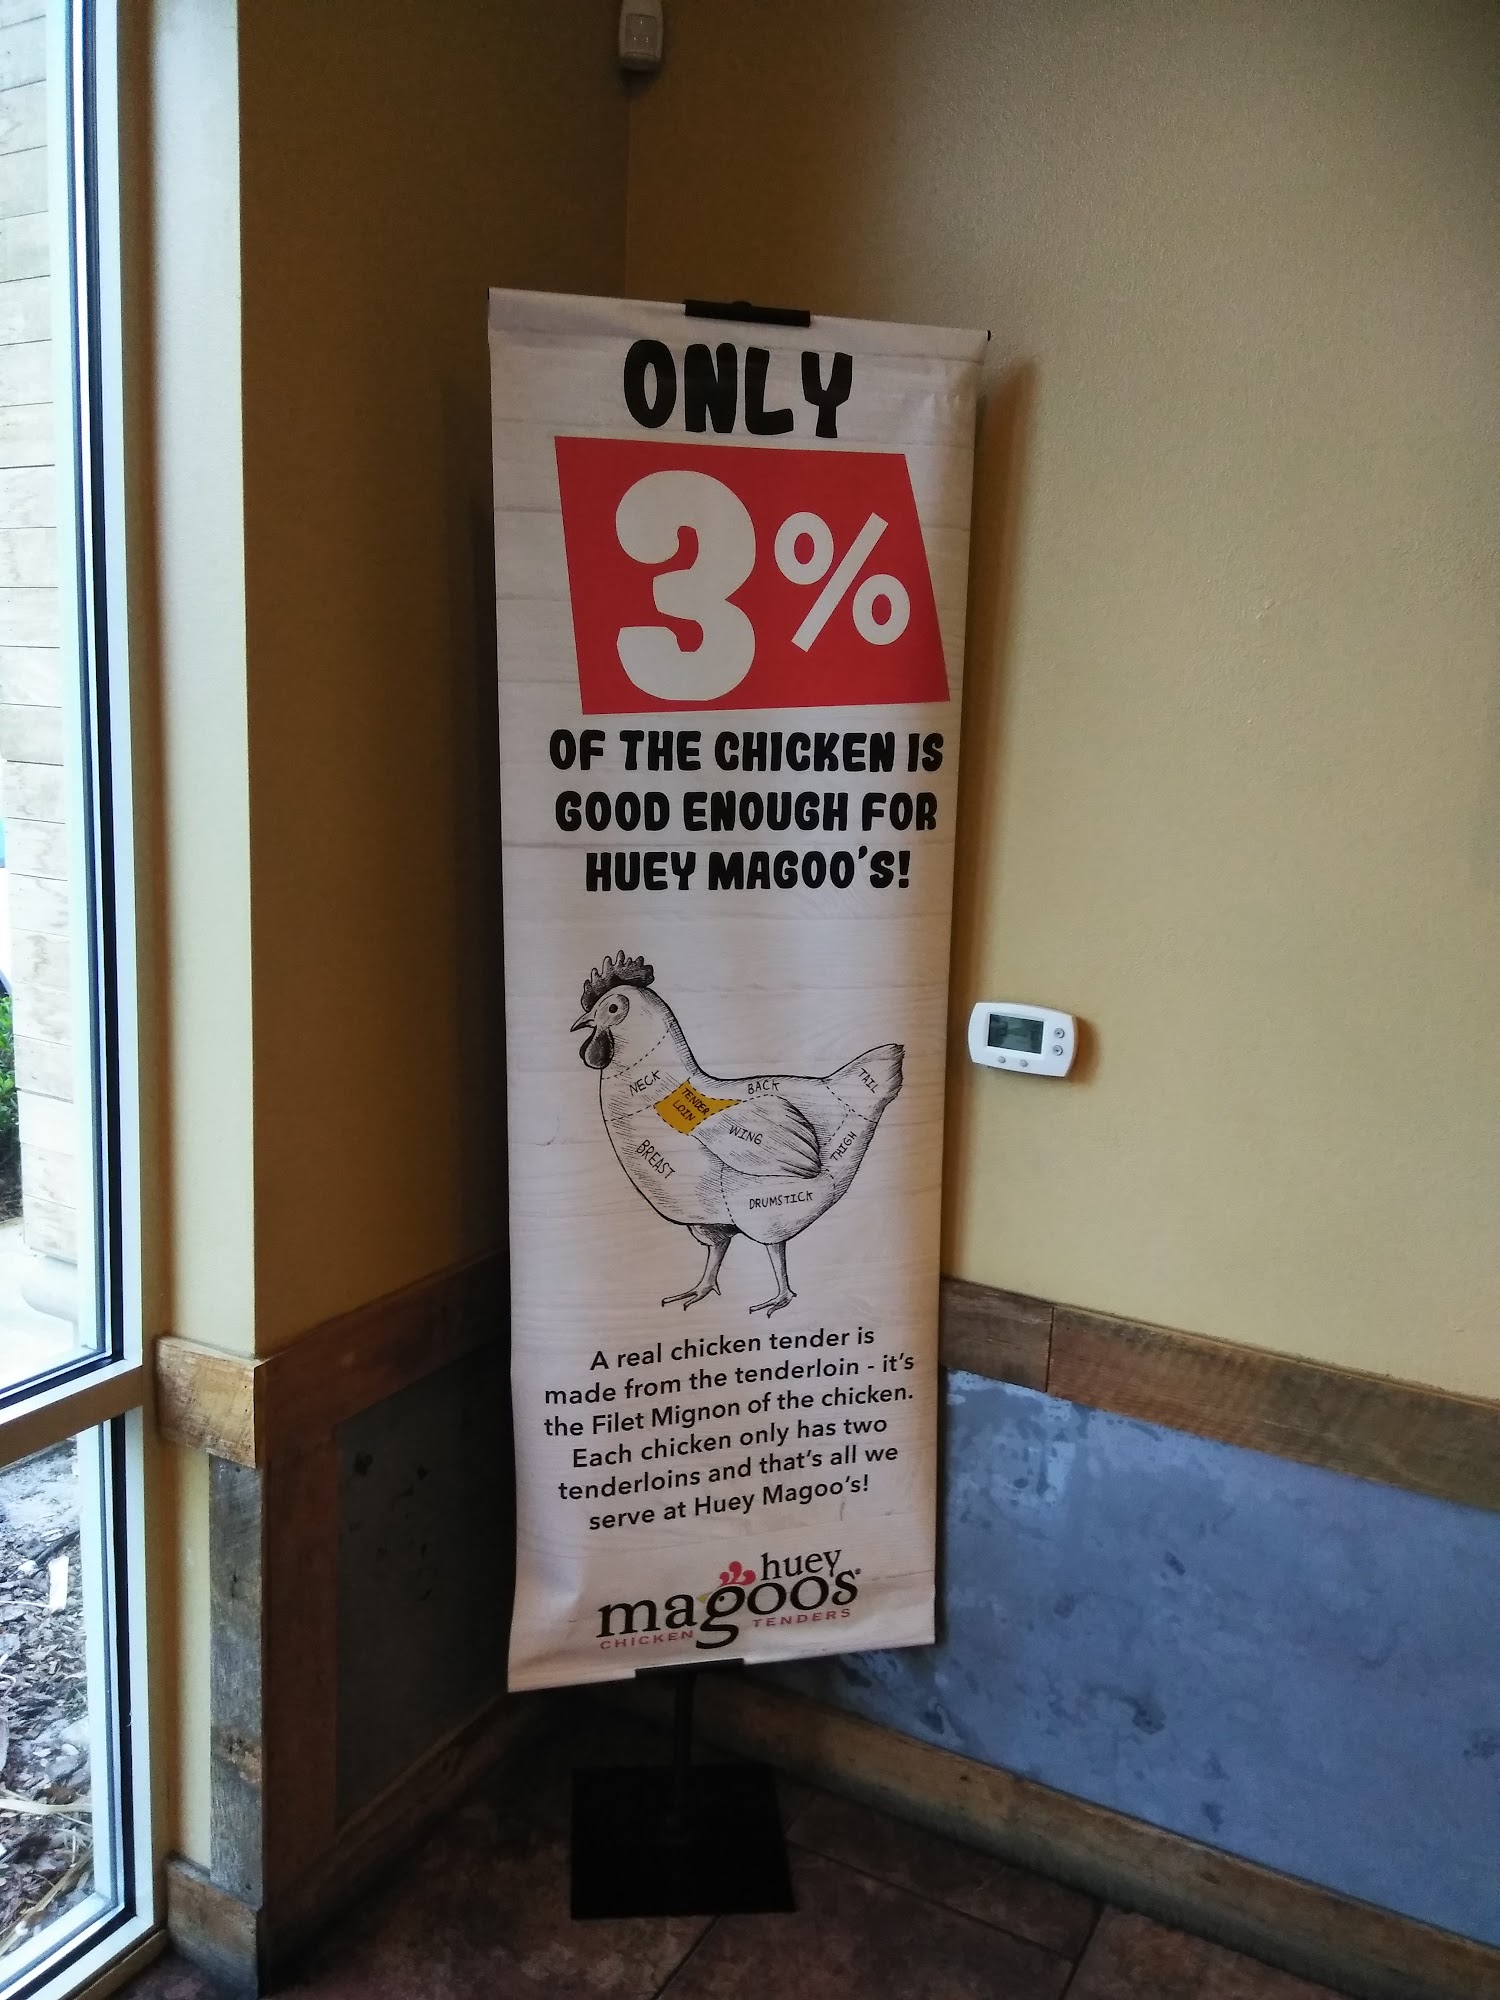 ONLY
3%
OF THE CHICKEN IS
GOOD ENOUGH FOR
HUEY MAGOO'S!
NECK
TENDER
LOIN
BACK
TAIL
WING
THIGH
BREAST
DRUMSTICK
A real chicken tender is
made from the tenderloin - it's
the Filet Mignon of the chicken.
Each chicken only has two
tenderloins and that's all we
serve at Huey Magoo's!
huey
magoo's®
CHICKEN TENDERS